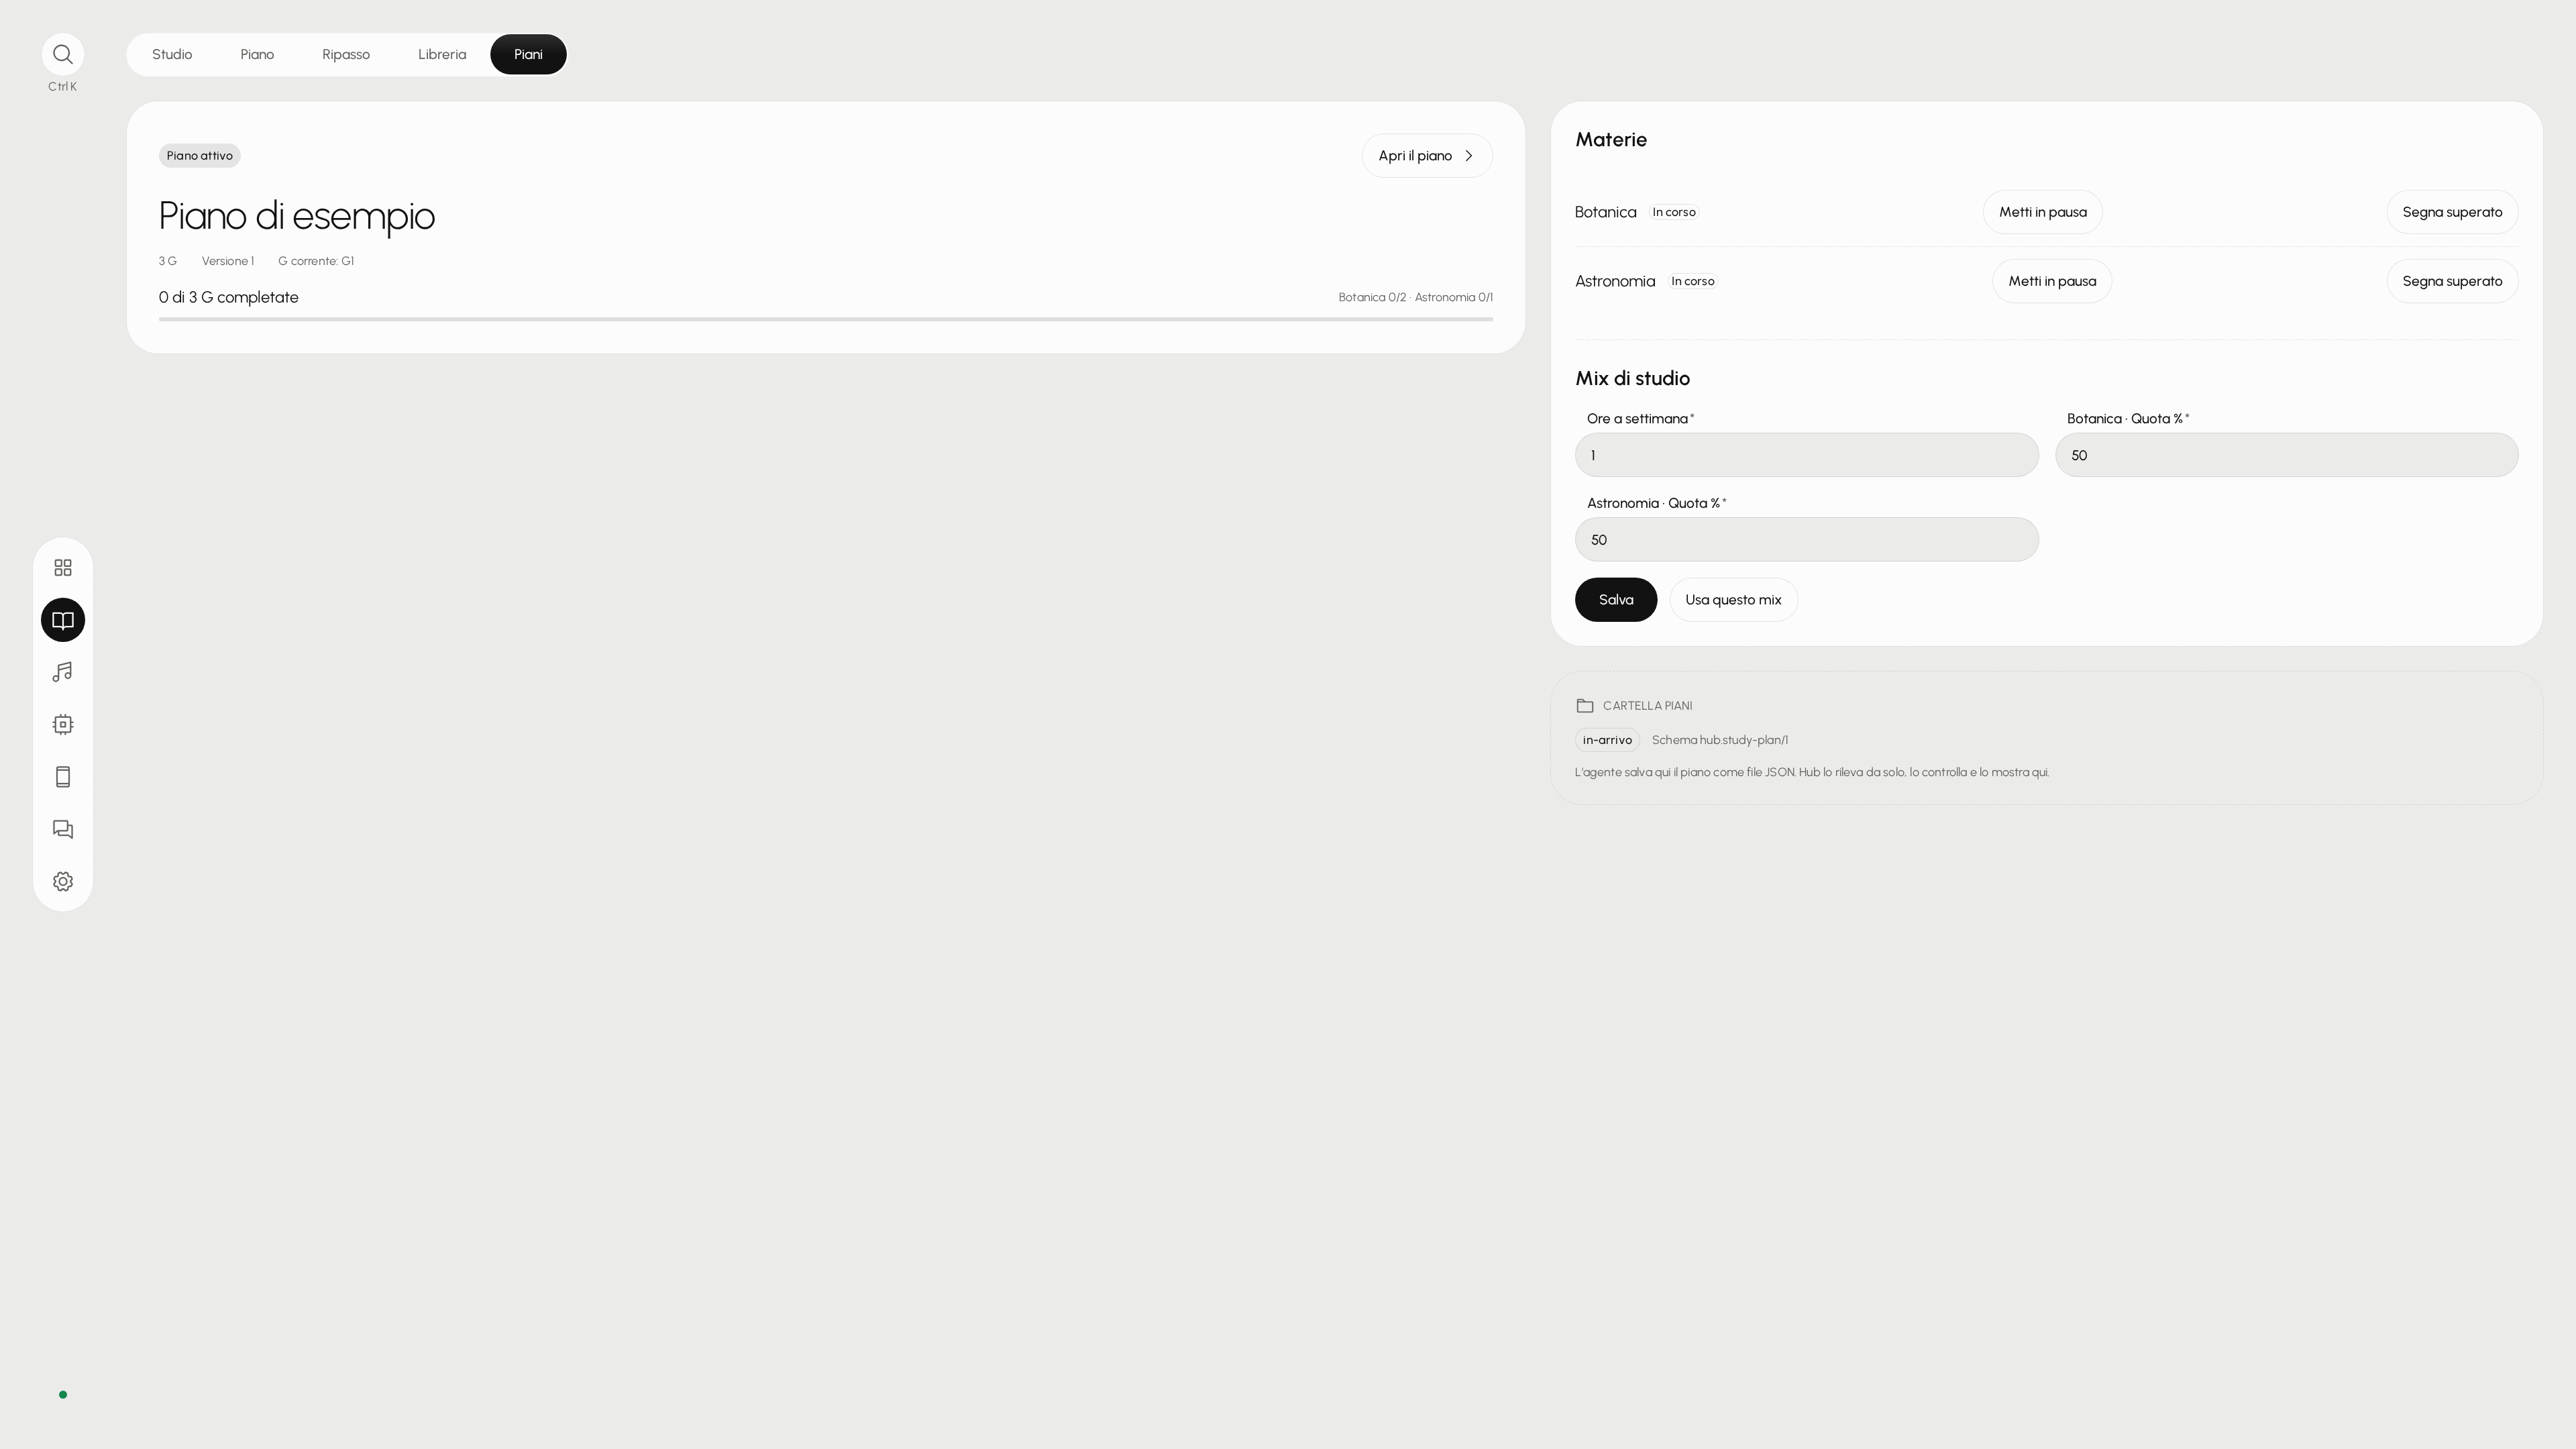 Ctrl K
Studio Piano Ripasso Libreria Piani
Piano attivo
Apri il piano
Piano di esempio
3 G Versione 1 G corrente: G1
0 di 3 G completate
Botanica 0/2 · Astronomia 0/1
Materie
Botanica In corso Metti in pausa Segna superato
Astronomia In corso Metti in pausa Segna superato
Mix di studio
Ore a settimana* Botanica · Quota %*
1 50
Astronomia · Quota %*
50
Salva Usa questo mix
CARTELLA PIANI
in-arrivo Schema hub.study-plan/1
L'agente salva qui il piano come file JSON. Hub lo rileva da solo, lo controlla e lo mostra qui.